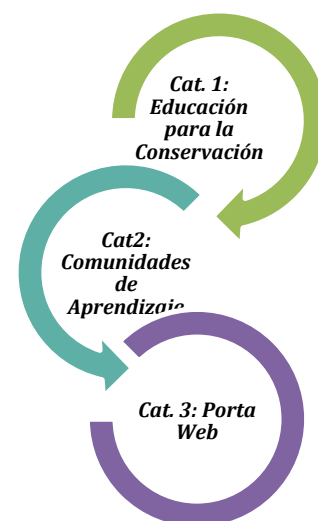 Cat. 1:
Educación
para la
Conservación
Cat2:
Comunidades
de
Aprendizaje
Cat. 3: Porta
Web